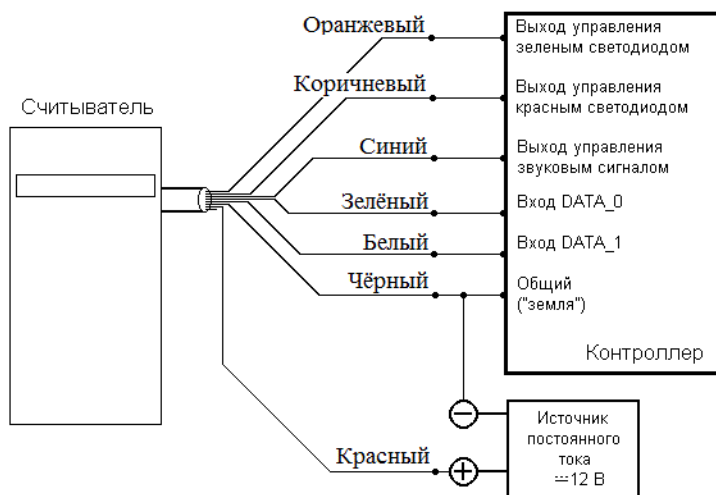 Оранжевый
Выход управления
зеленым светодиодом
Коричневый
Выход управления
красным светодиодом
Считыватель
Синий
Выход управления
звуковым сигналом
Зелёный
Вход DATA_0
Белый
Вход DATA_1
Чёрный
Общий
("земля")
Контроллер
Источник
постоянного
тока
⎓12 В
Красный